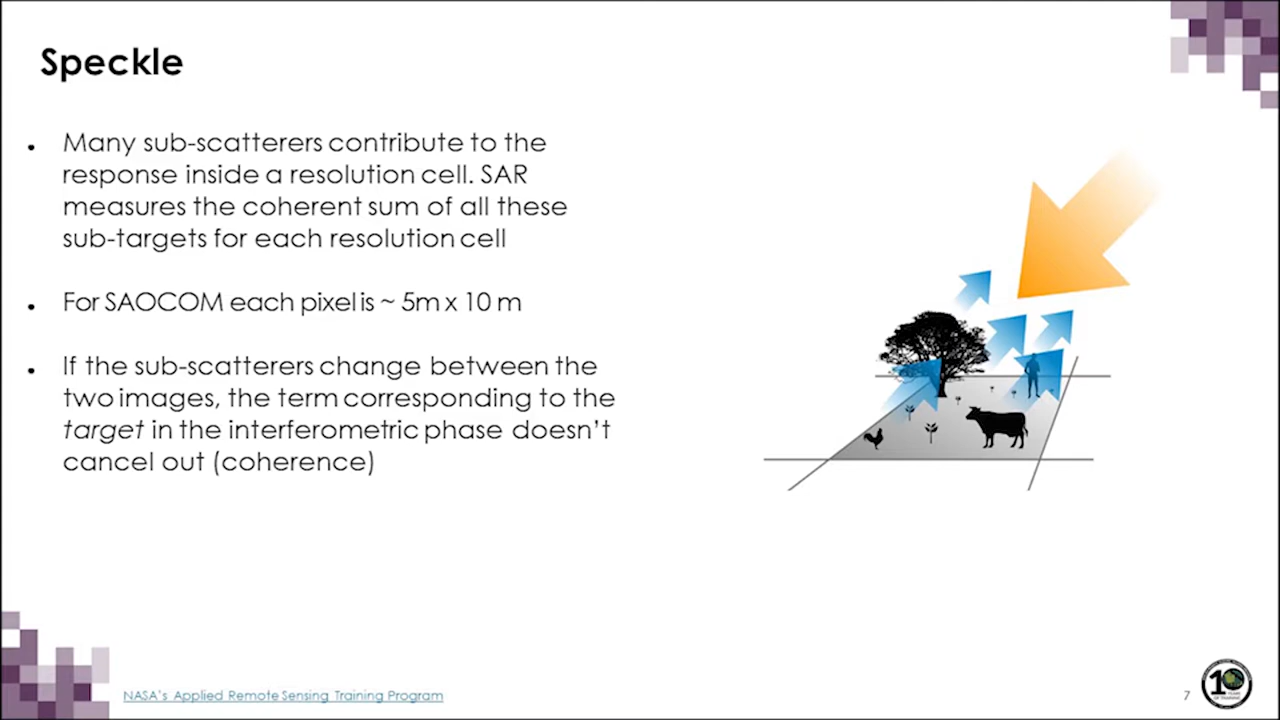 Speckle
Many sub-scatterers contribute to the
response inside a resolution cell. SAR
measures the coherent sum of all these
sub-targets for each resolution cell
For SAOCOM each pixel is ~ 5m x 10 m
If the sub-scatterers change between the
two images, the term corresponding to the
target in the interferometric phase doesn't
cancel out (coherence)
NASA's Applied Remote Sensing Training Program
7
10